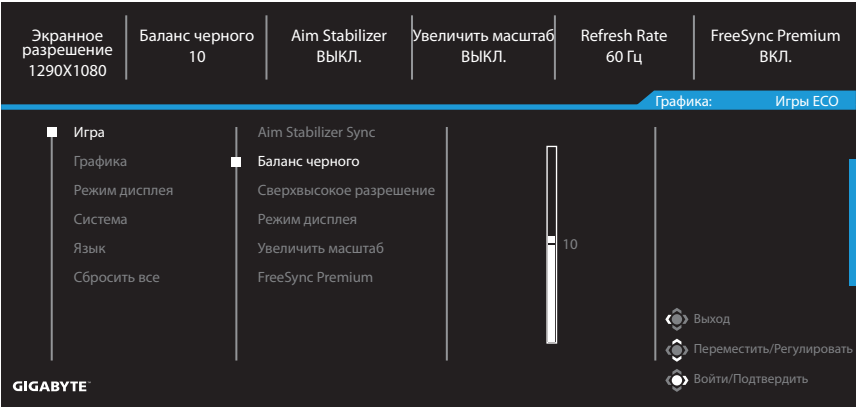 Экранное
разрешение
1290X1080
Баланс черного
10
Aim Stabilizer
ВЫКЛ.
Увеличить масштаб
ВЫКЛ.
Refresh Rate
60 Гц
FreeSync Premium
ВКЛ.
Графика: Игры ECO
Игра
Графика
Режим дисплея
Система
Язык
Сбросить все
Aim Stabilizer Sync
Баланс черного
Сверхвысокое разрешение
Режим дисплея
Увеличить масштаб
FreeSync Premium
10
Выход
Переместить/Регулировать
Войти/Подтвердить
GIGABYTE™